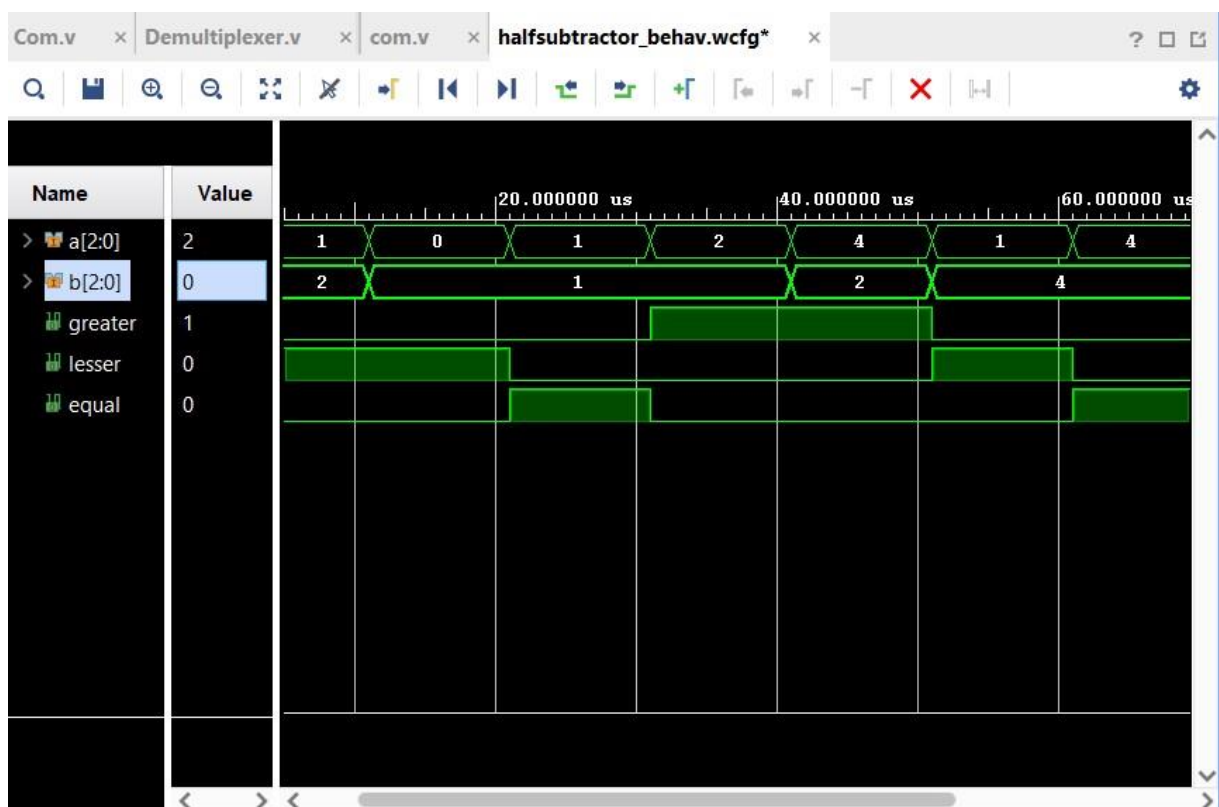 Com.v × Demultiplexer.v × com.v × halfsubtractor_behav.wcfg* × ?
Name Value
20.000000 us 40.000000 us 60.000000 us
a[2:0] 2 1 0 1 2 4 1 4
b[2:0] 0 2 1 2 4
greater 1
lesser 0
equal 0